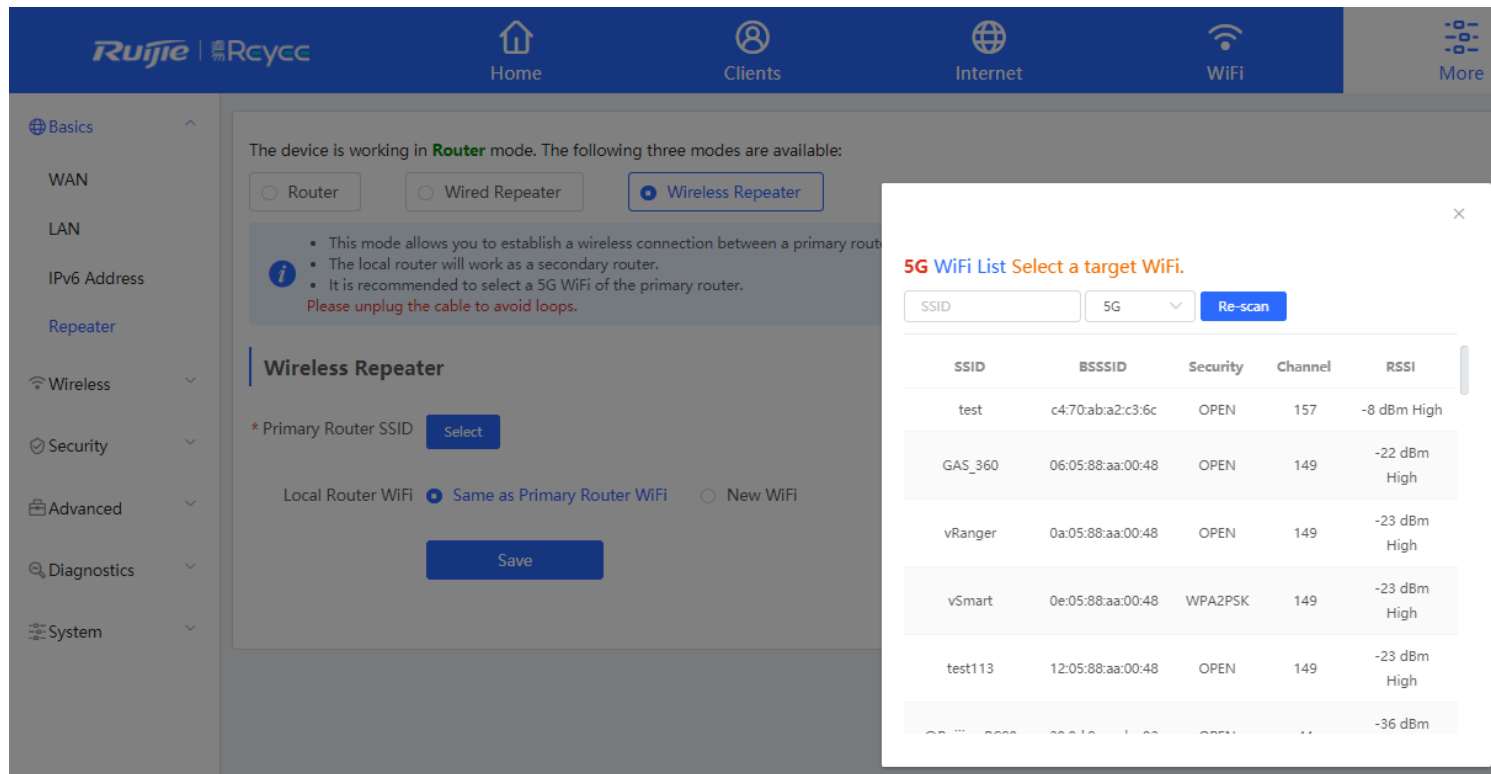 Ruijie | 睿易 Reyee
Home
Clients
Internet
WiFi
More
Basics
WAN
LAN
IPv6 Address
Repeater
Wireless
Security
Advanced
Diagnostics
System
The device is working in Router mode. The following three modes are available:
Router Wired Repeater Wireless Repeater
• This mode allows you to establish a wireless connection between a primary
• The local router will work as a secondary router.
• It is recommended to select a 5G WiFi of the primary router.
Please unplug the cable to avoid loops.
Wireless Repeater
* Primary Router SSID Select
Local Router WiFi Same as Primary Router WiFi New WiFi
Save
5G WiFi List Select a target WiFi.
SSID 5G Re-scan
SSID BSSSID Security Channel RSSI
test c4:70:ab:a2:c3:6c OPEN 157 -8 dBm High
GAS_360 06:05:88:aa:00:48 OPEN 149 -22 dBm High
vRanger 0a:05:88:aa:00:48 OPEN 149 -23 dBm High
vSmart 0e:05:88:aa:00:48 WPA2PSK 149 -23 dBm High
test113 12:05:88:aa:00:48 OPEN 149 -23 dBm High
-36 dBm